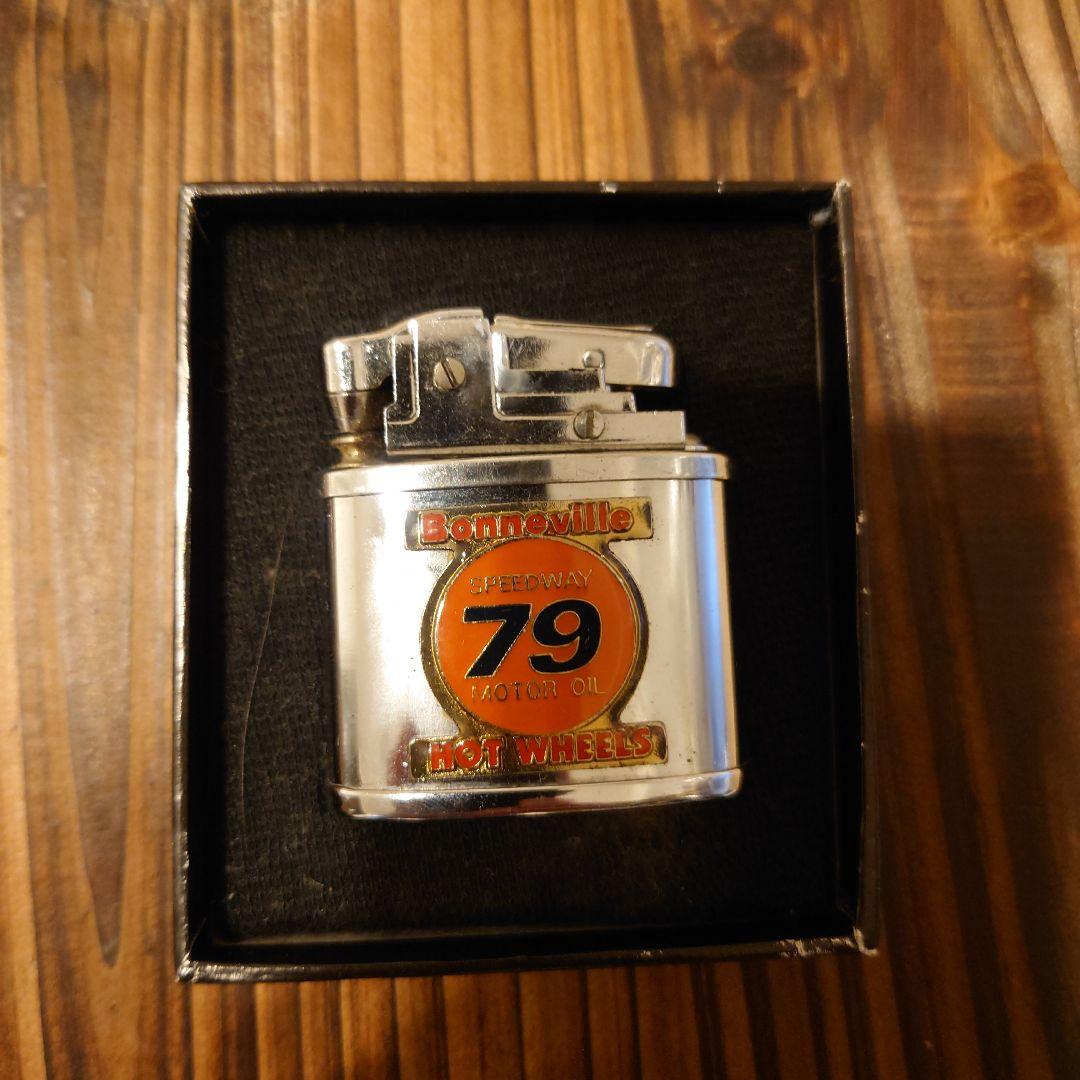 Bonneville
SPEEDWAY
79
MOTOR OIL
HOT WHEELS